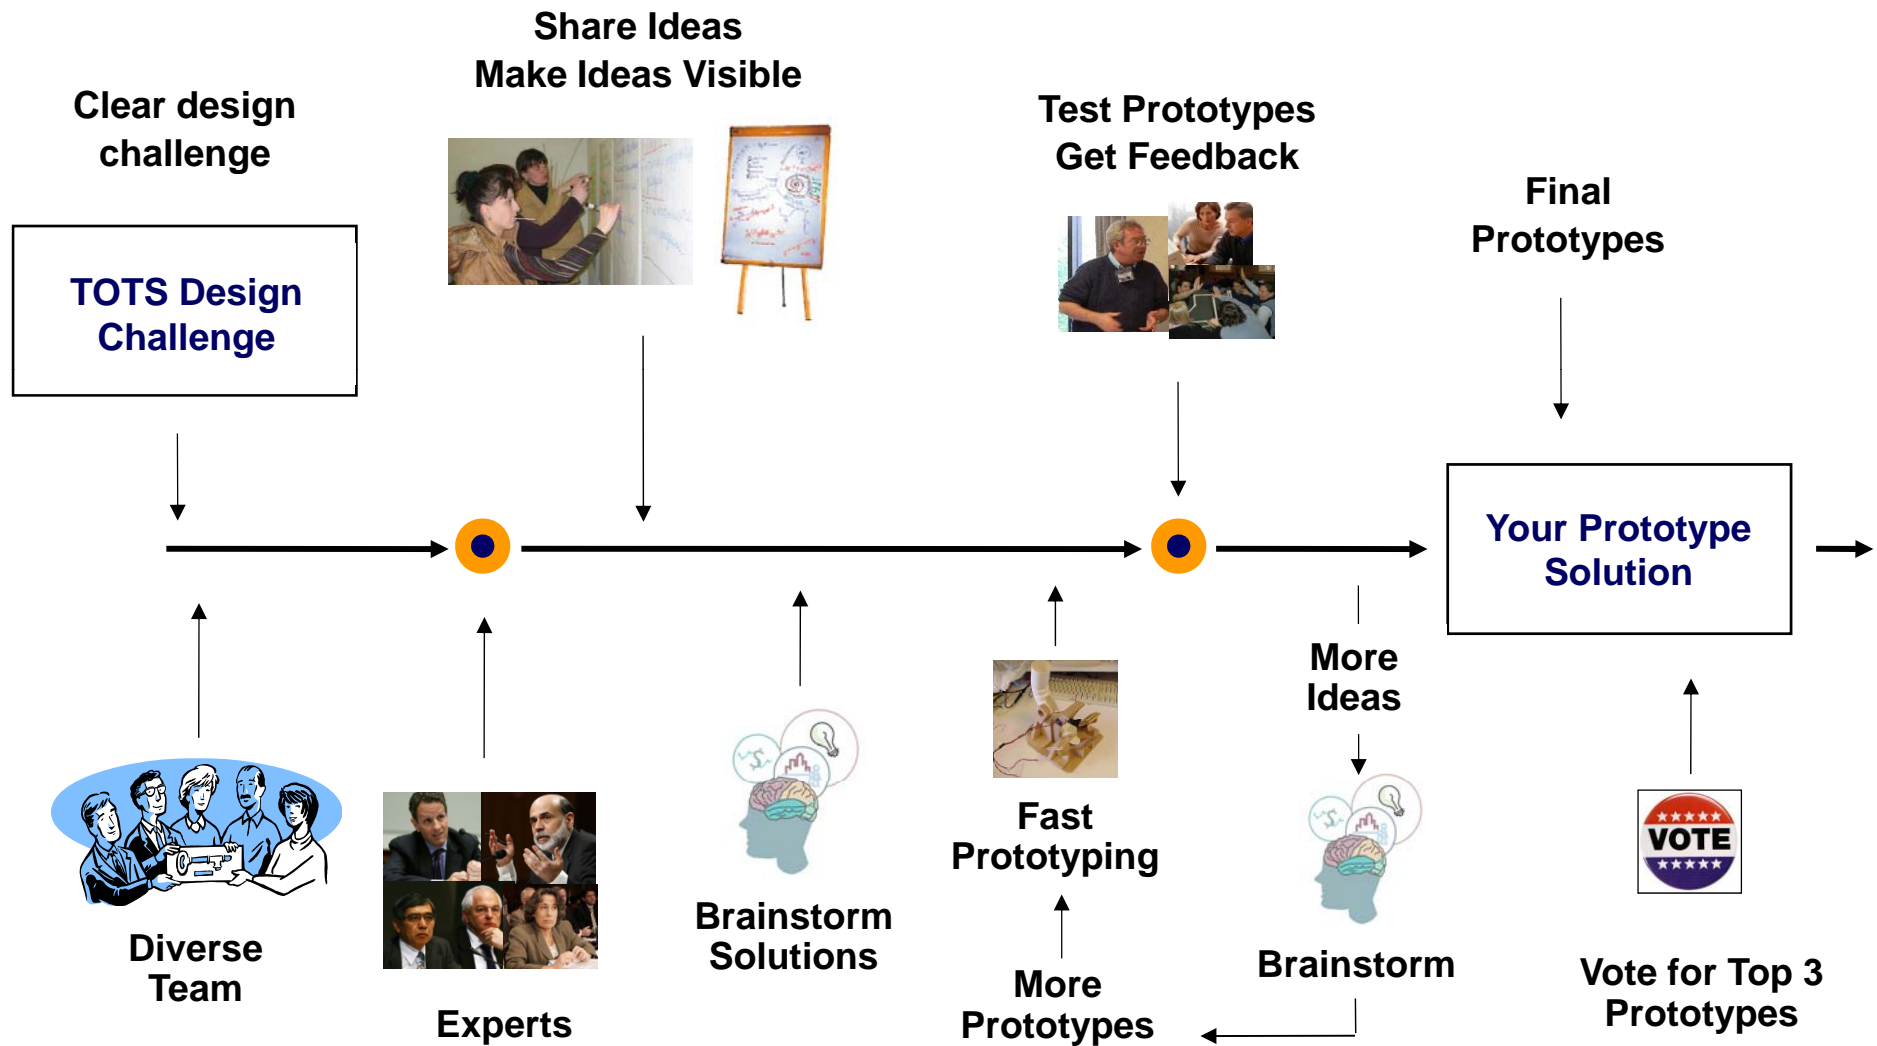 Share Ideas
Make Ideas Visible
Clear design
challenge
Test Prototypes
Get Feedback
Final
Prototypes
TOTS Design
Challenge
Your Prototype
Solution
More
Ideas
Fast
Prototyping
VOTE
Brainstorm
Solutions
Diverse
Team
Experts
More
Prototypes
Brainstorm
Vote for Top 3
Prototypes